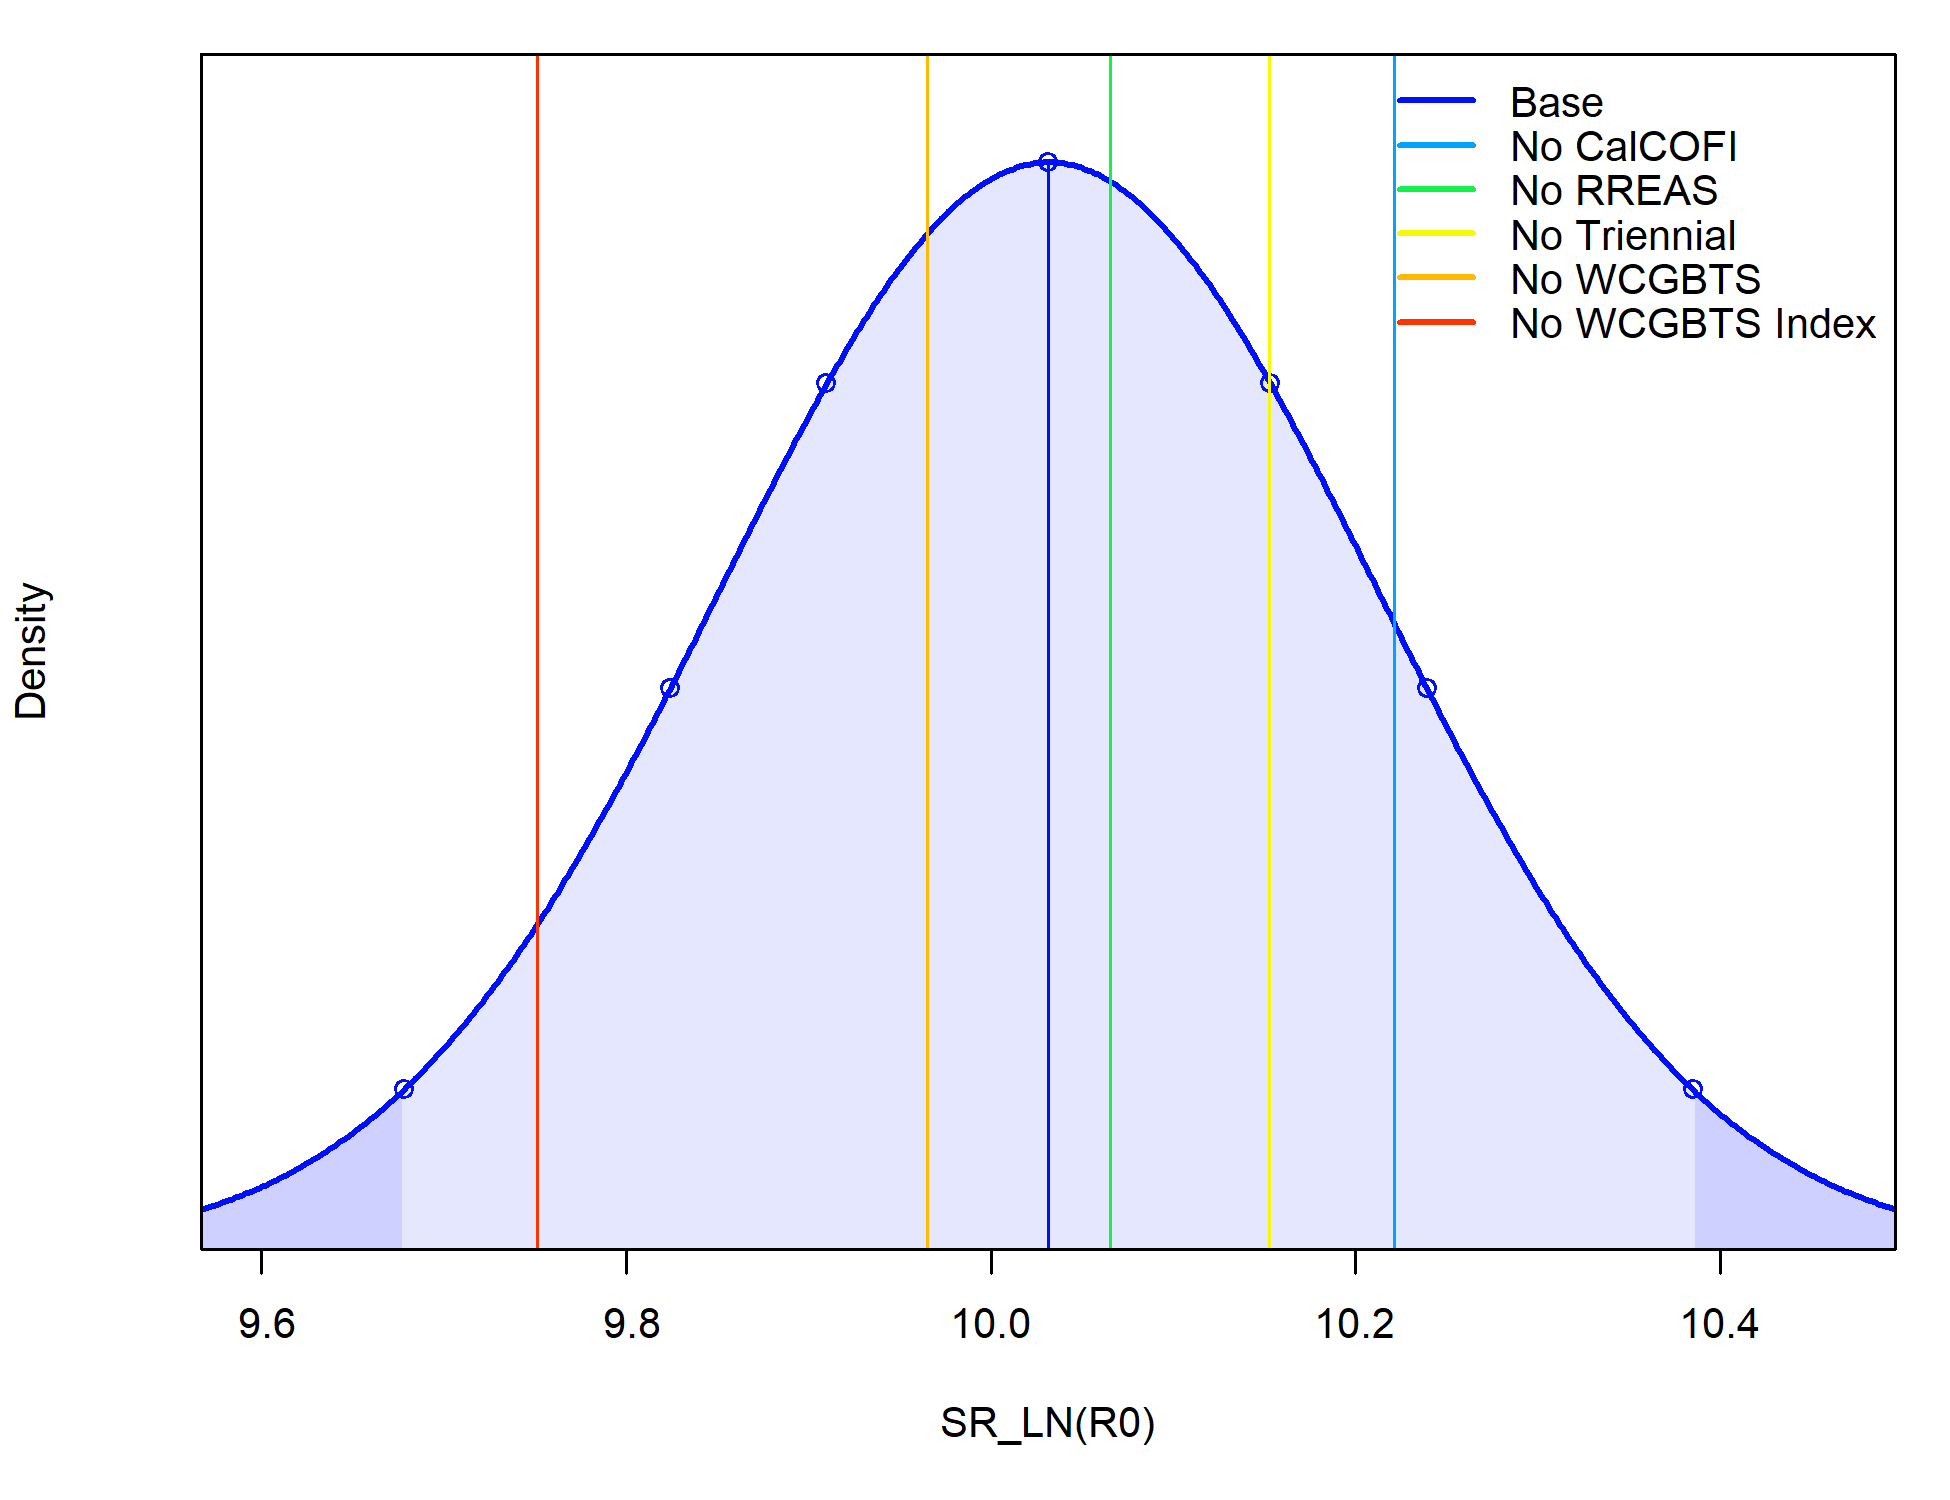 Base
No CalCOFI
No RREAS
No Triennial
No WCGBTS
No WCGBTS Index
Density
9.6 9.8 10.0 10.2 10.4
SR_LN(R0)